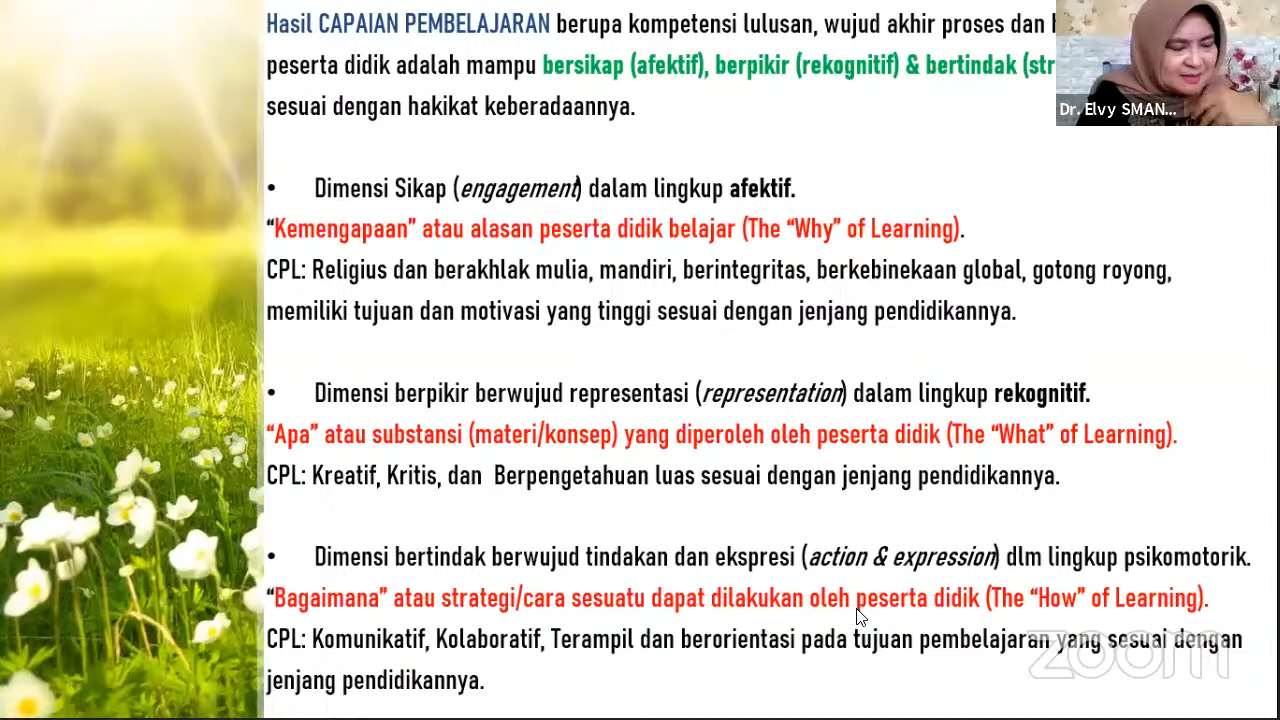 Hasil CAPAIAN PEMBELAJARAN berupa kompetensi lulusan, wujud akhir proses dan
peserta didik adalah mampu bersikap (afektif), berpikir (rekognitif) & bertindak
sesuai dengan hakikat keberadaannya.
Dr. Elvy SMAN...
• Dimensi Sikap (engagement) dalam lingkup afektif.
“Kemengapaan” atau alasan peserta didik belajar (The “Why” of Learning).
CPL: Religius dan berakhlak mulia, mandiri, berintegritas, berkebinekaan global, gotong royong,
memiliki tujuan dan motivasi yang tinggi sesuai dengan jenjang pendidikannya.
• Dimensi berpikir berwujud representasi (representation) dalam lingkup rekognitif.
“Apa” atau substansi (materi/konsep) yang diperoleh oleh peserta didik (The “What” of Learning).
CPL: Kreatif, Kritis, dan Berpengetahuan luas sesuai dengan jenjang pendidikannya.
• Dimensi bertindak berwujud tindakan dan ekspresi (action & expression) dlm lingkup psikomotorik.
“Bagaimana” atau strategi/cara sesuatu dapat dilakukan oleh peserta didik (The “How” of Learning).
CPL: Komunikatif, Kolaboratif, Terampil dan berorientasi pada tujuan pembelajaran yang sesuai dengan
jenjang pendidikannya.
zoom